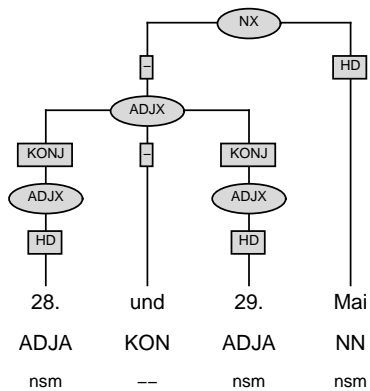 NX
– HD
ADJX
KONJ – KONJ
ADJX ADJX
HD HD
28. und 29. Mai
ADJA KON ADJA NN
nsm –– nsm nsm